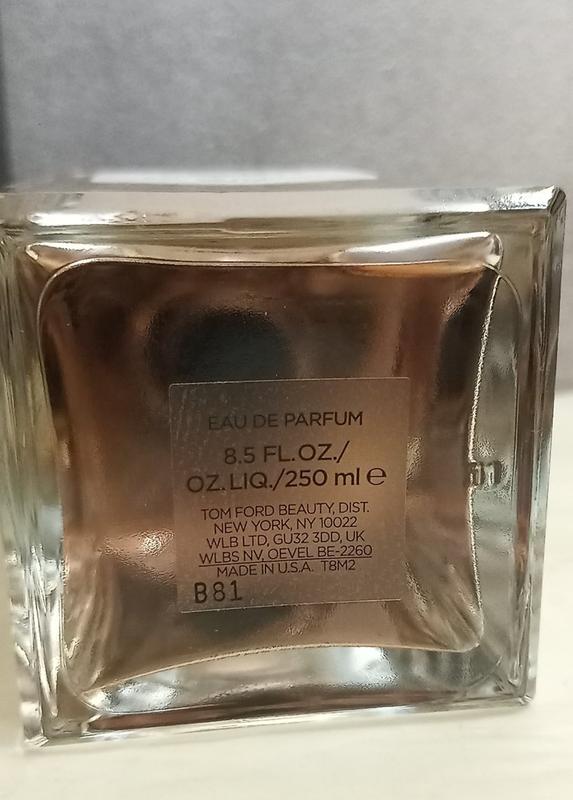 EAU DE PARFUM
8.5 FL.OZ./
OZ.LIQ./250 ml ℮
TOM FORD BEAUTY, DIST.
NEW YORK, NY 10022
WLB LTD, GU32 3DD, UK
WLBS NV, OEVEL BE-2260
MADE IN U.S.A. T8M2
B81